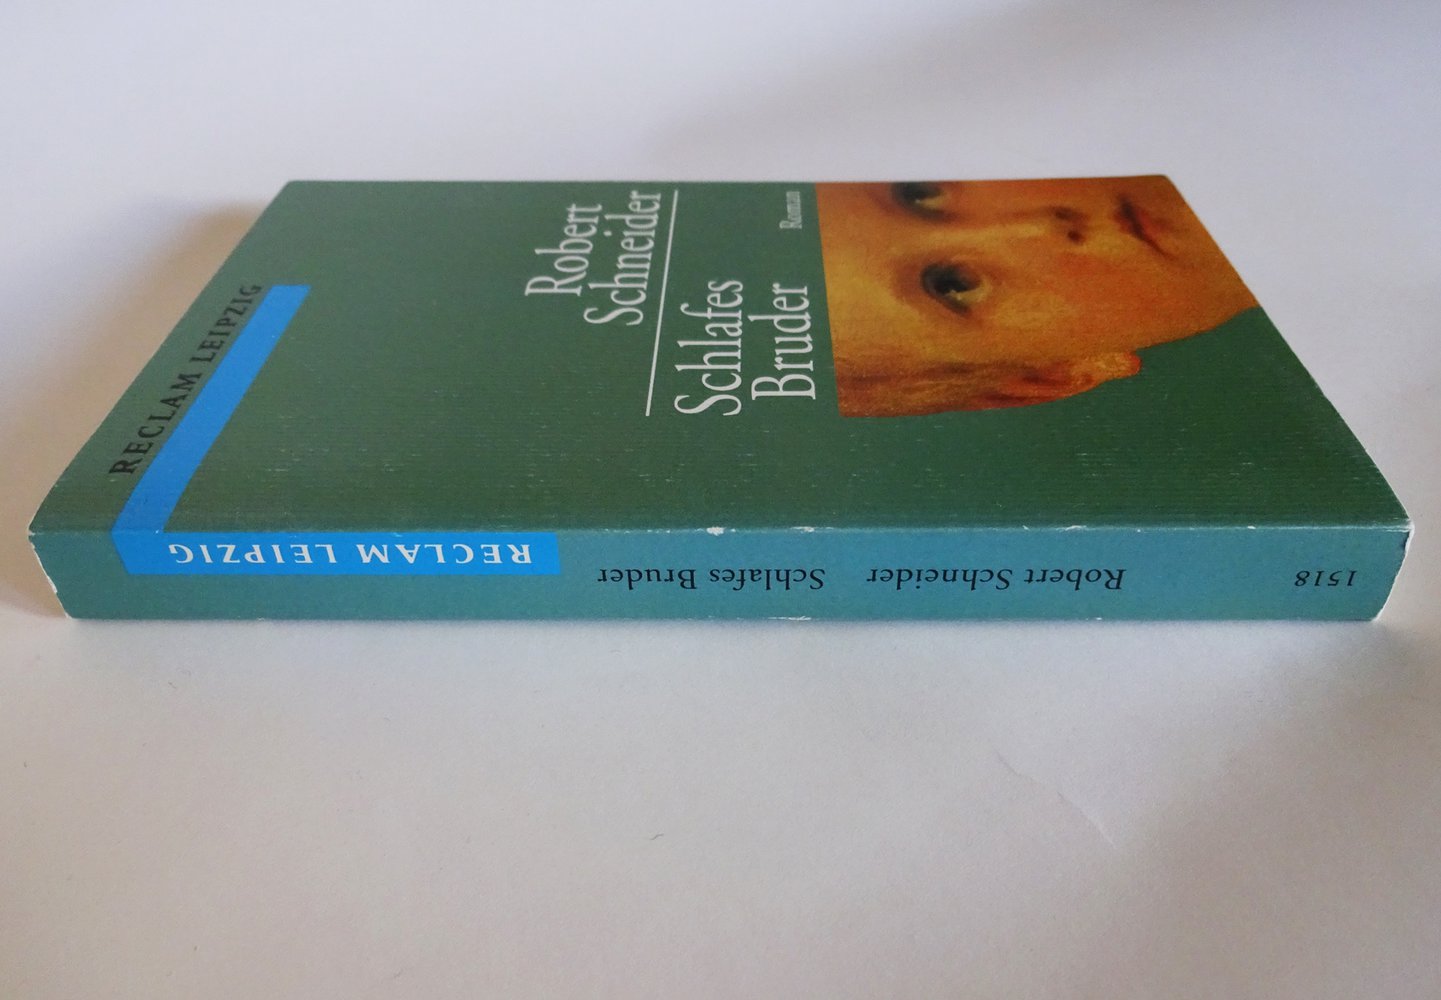 RECLAM LEIPZIG
Robert
Schneider
Schlafes
Bruder
Roman
1518
Robert Schneider
Schlafes Bruder
RECLAM LEIPZIG